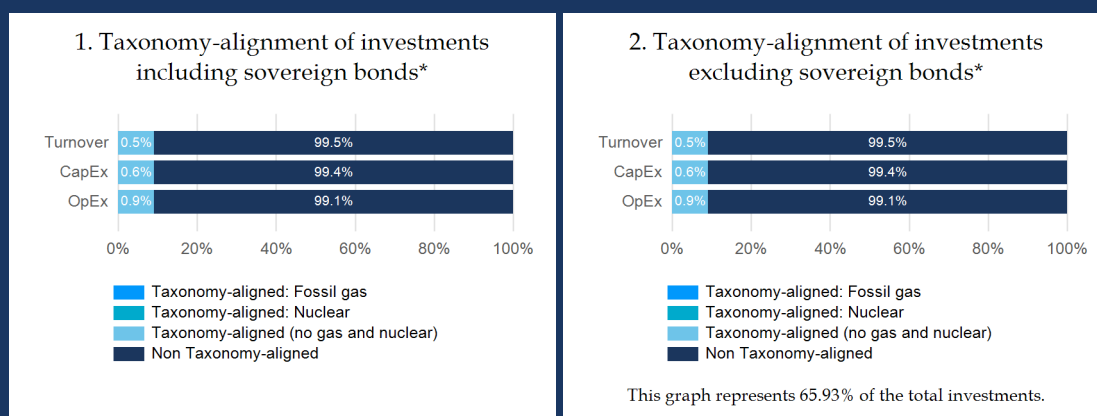 1. Taxonomy-alignment of investments
including sovereign bonds*
Turnover 0.5% 99.5%
CapEx 0.6% 99.4%
OpEx 0.9% 99.1%
0% 20% 40% 60% 80% 100%
Taxonomy-aligned: Fossil gas
Taxonomy-aligned: Nuclear
Taxonomy-aligned (no gas and nuclear)
Non Taxonomy-aligned
2. Taxonomy-alignment of investments
excluding sovereign bonds*
Turnover 0.5% 99.5%
CapEx 0.6% 99.4%
OpEx 0.9% 99.1%
0% 20% 40% 60% 80% 100%
Taxonomy-aligned: Fossil gas
Taxonomy-aligned: Nuclear
Taxonomy-aligned (no gas and nuclear)
Non Taxonomy-aligned
This graph represents 65.93% of the total investments.